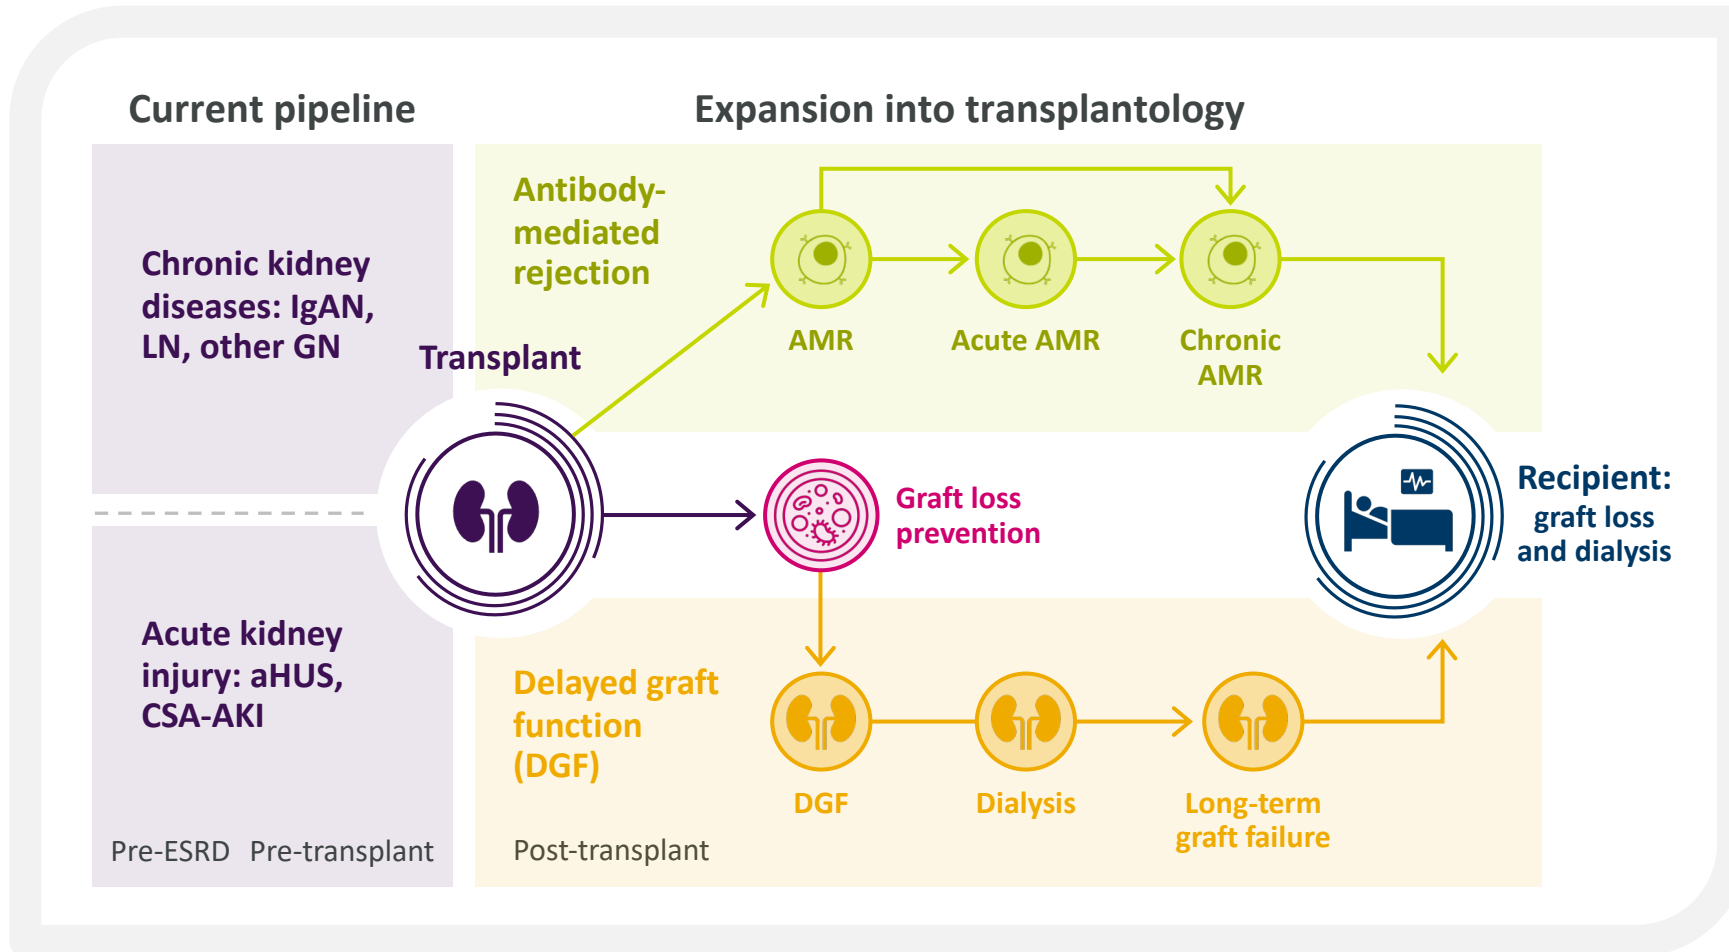 Current pipeline
Expansion into transplantology
Chronic kidney
diseases: IgAN,
LN, other GN
Acute kidney
injury: aHUS,
CSA-AKI
Pre-ESRD
Pre-transplant
Transplant
Antibody-
mediated
rejection
AMR
Acute AMR
Chronic
AMR
Graft loss
prevention
Recipient:
graft loss
and dialysis
Delayed graft
function
(DGF)
DGF
Dialysis
Long-term
graft failure
Post-transplant